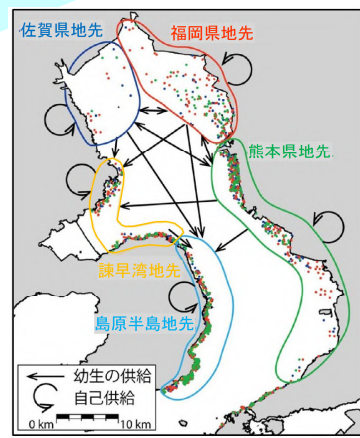 佐賀県地先
福岡県地先
熊本県地先
諫早湾地先
島原半島地先
幼生の供給
自己供給
0 km
10 km